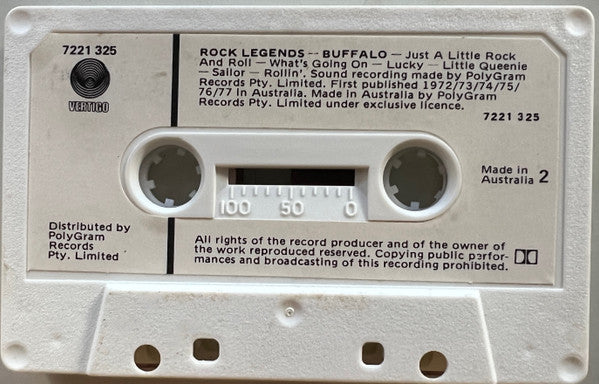 7221 325
VERTIGO
ROCK LEGENDS -- BUFFALO — Just A Little Rock
And Roll — What's Going On — Lucky — Little Queenie
— Sailor — Rollin'. Sound recording made by PolyGram
Records Pty. Limited. First published 1972/73/74/75/
76/77 in Australia. Made in Australia by PolyGram
Records Pty. Limited under exclusive licence.
7221 325
Made in
Australia 2
100 50 0
Distributed by
PolyGram
Records
Pty. Limited
All rights of the record producer and of the owner of
the work reproduced reserved. Copying public perfor-
mances and broadcasting of this recording prohibited.